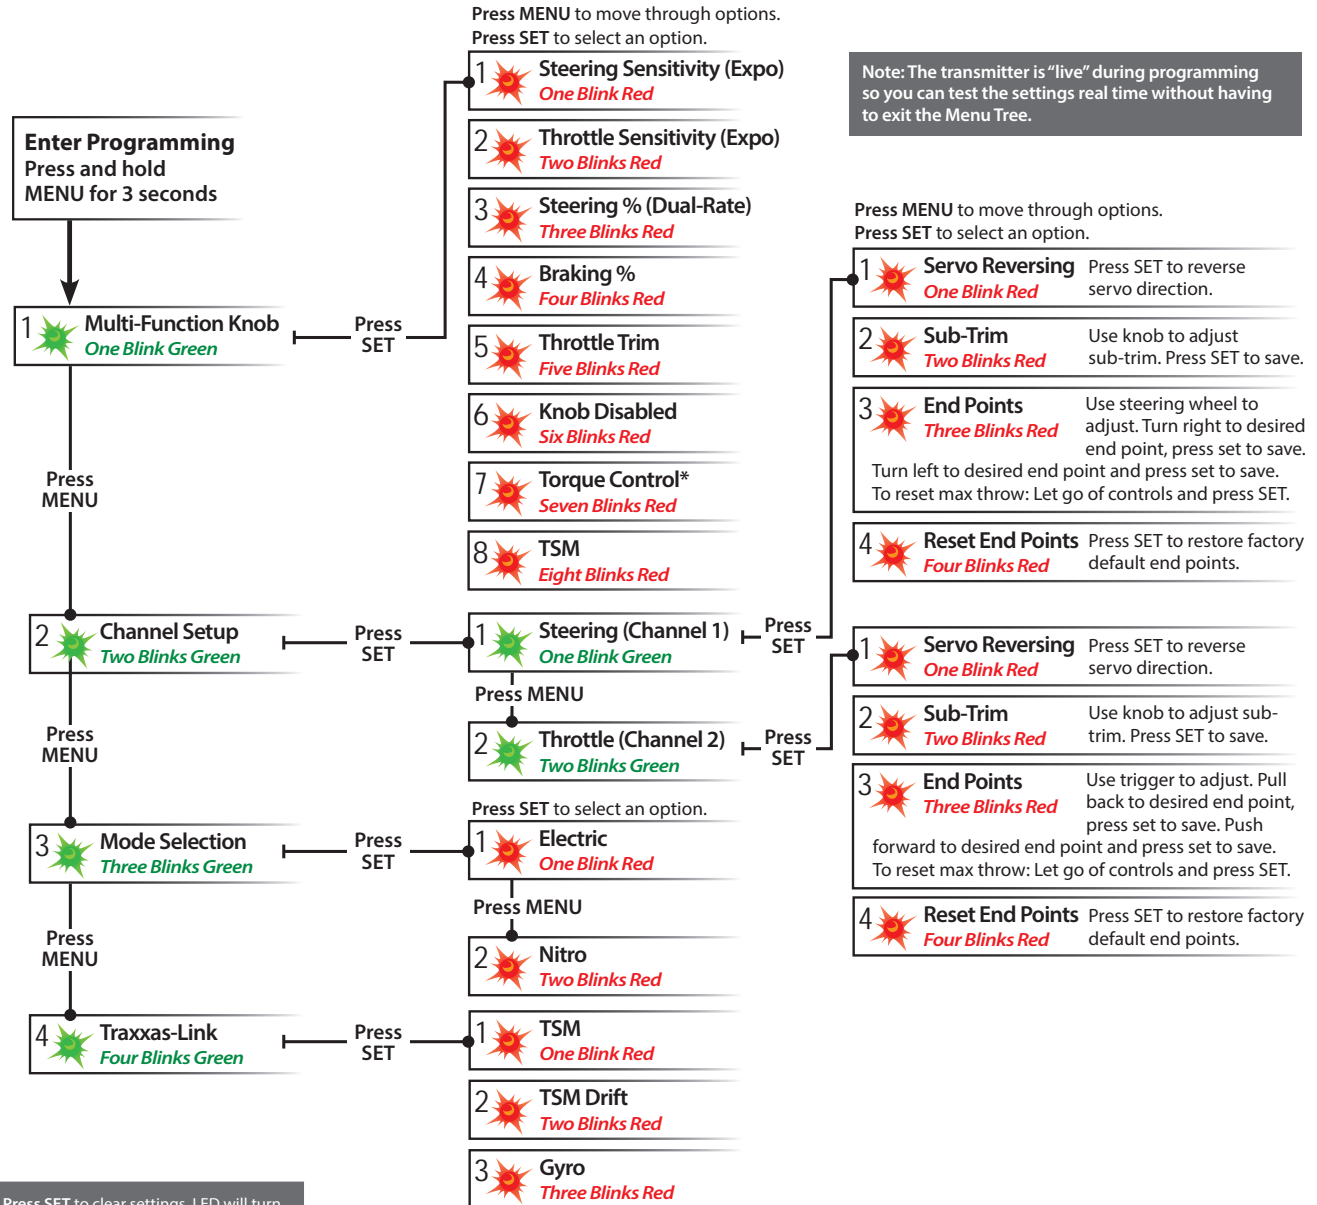 Press MENU to move through options.
Press SET to select an option.
1 Steering Sensitivity (Expo)
One Blink Red
2 Throttle Sensitivity (Expo)
Two Blinks Red
3 Steering % (Dual-Rate)
Three Blinks Red
4 Braking %
Four Blinks Red
5 Throttle Trim
Five Blinks Red
6 Knob Disabled
Six Blinks Red
7 Torque Control*
Seven Blinks Red
8 TSM
Eight Blinks Red
Note: The transmitter is “live” during programming
so you can test the settings real time without having
to exit the Menu Tree.
Enter Programming
Press and hold
MENU for 3 seconds
1 Multi-Function Knob
One Blink Green
Press
SET
Press
MENU
2 Channel Setup
Two Blinks Green
Press
SET
1 Steering (Channel 1)
One Blink Green
Press
SET
Press MENU
2 Throttle (Channel 2)
Two Blinks Green
Press
SET
Press MENU to move through options.
Press SET to select an option.
1 Servo Reversing Press SET to reverse
One Blink Red servo direction.
2 Sub-Trim Use knob to adjust
Two Blinks Red sub-trim. Press SET to save.
3 End Points Use steering wheel to
Three Blinks Red adjust. Turn right to desired
end point, press set to save.
Turn left to desired end point and press set to save.
To reset max throw: Let go of controls and press SET.
4 Reset End Points Press SET to restore factory
Four Blinks Red default end points.
1 Servo Reversing Press SET to reverse
One Blink Red servo direction.
2 Sub-Trim Use knob to adjust sub-
Two Blinks Red trim. Press SET to save.
3 End Points Use trigger to adjust. Pull
Three Blinks Red back to desired end point,
press set to save. Push
forward to desired end point and press set to save.
To reset max throw: Let go of controls and press SET.
4 Reset End Points Press SET to restore factory
Four Blinks Red default end points.
Press
MENU
3 Mode Selection
Three Blinks Green
Press
SET
Press SET to select an option.
1 Electric
One Blink Red
Press MENU
2 Nitro
Two Blinks Red
Press
MENU
4 Traxxas-Link
Four Blinks Green
Press
SET
1 TSM
One Blink Red
2 TSM Drift
Two Blinks Red
3 Gyro
Three Blinks Red
Press SET to clear settings. LED will turn